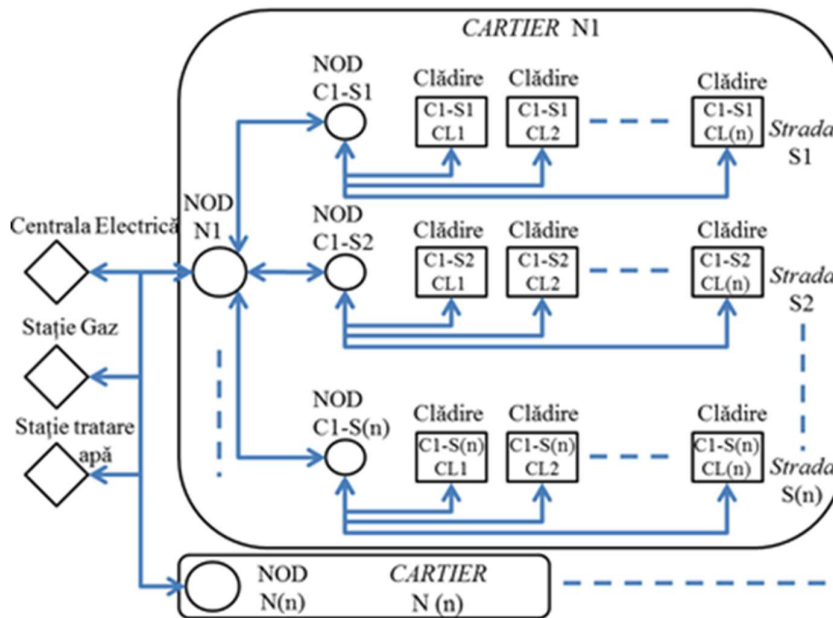 CARTIER N1
NOD
C1-S1
Clădire
C1-S1
CL1
Clădire
C1-S1
CL2
Clădire
C1-S1
CL(n)
Strada
S1
Centrala Electrică
NOD
N1
NOD
C1-S2
Clădire
C1-S2
CL1
Clădire
C1-S2
CL2
Clădire
C1-S2
CL(n)
Strada
S2
Stație Gaz
Stație tratare
apă
NOD
C1-S(n)
Clădire
C1-S(n)
CL1
Clădire
C1-S(n)
CL2
Clădire
C1-S(n)
CL(n)
Strada
S(n)
NOD
N(n)
CARTIER
N (n)